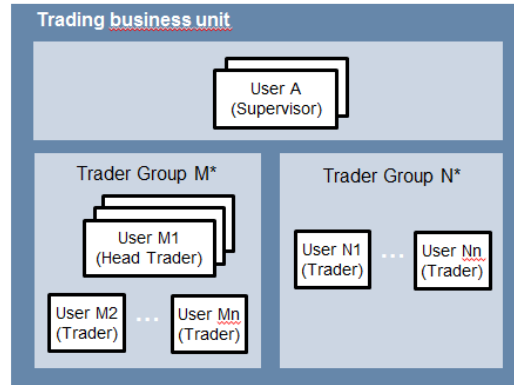 Trading business unit
User A
(Supervisor)
Trader Group M*
Trader Group N*
User M1
(Head Trader)
User N1
(Trader)
...
User Nn
(Trader)
User M2
(Trader)
...
User Mn
(Trader)